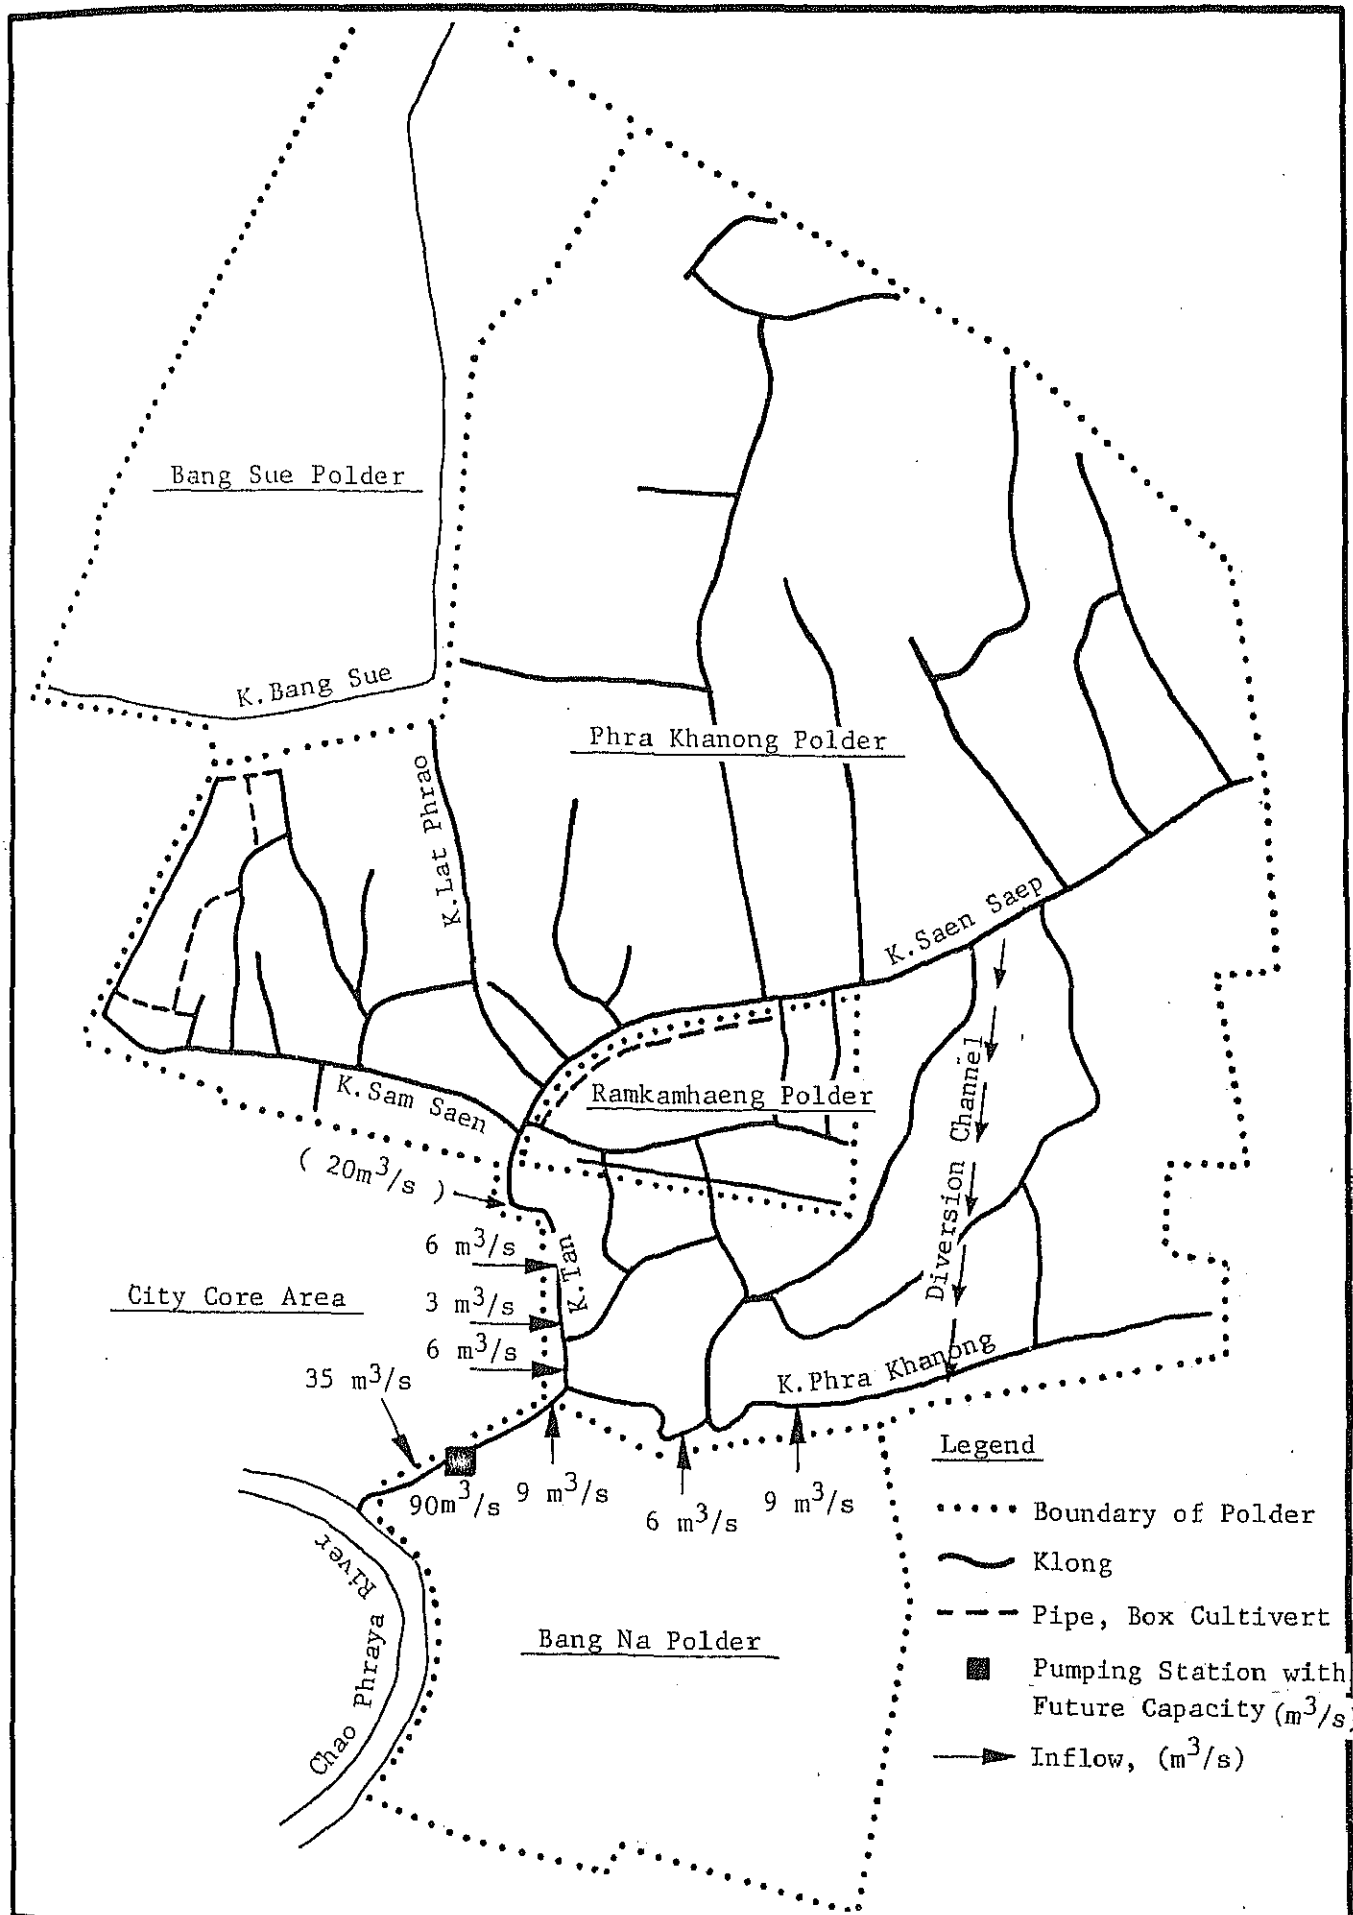 Bang Sue Polder
K.Bang Sue
Phra Khanong Polder
K.Lat Phrao
K.Saen Saep
K.Sam Saen
Ramkamhaeng Polder
Diversion Channel
( 20m³/s )
6 m³/s
K.Tan
City Core Area
3 m³/s
6 m³/s
35 m³/s
K.Phra Khanong
90m³/s
9 m³/s
6 m³/s
9 m³/s
Chao Phraya River
Bang Na Polder
Legend
Boundary of Polder
Klong
Pipe, Box Cultivert
Pumping Station with
Future Capacity (m³/s)
Inflow, (m³/s)